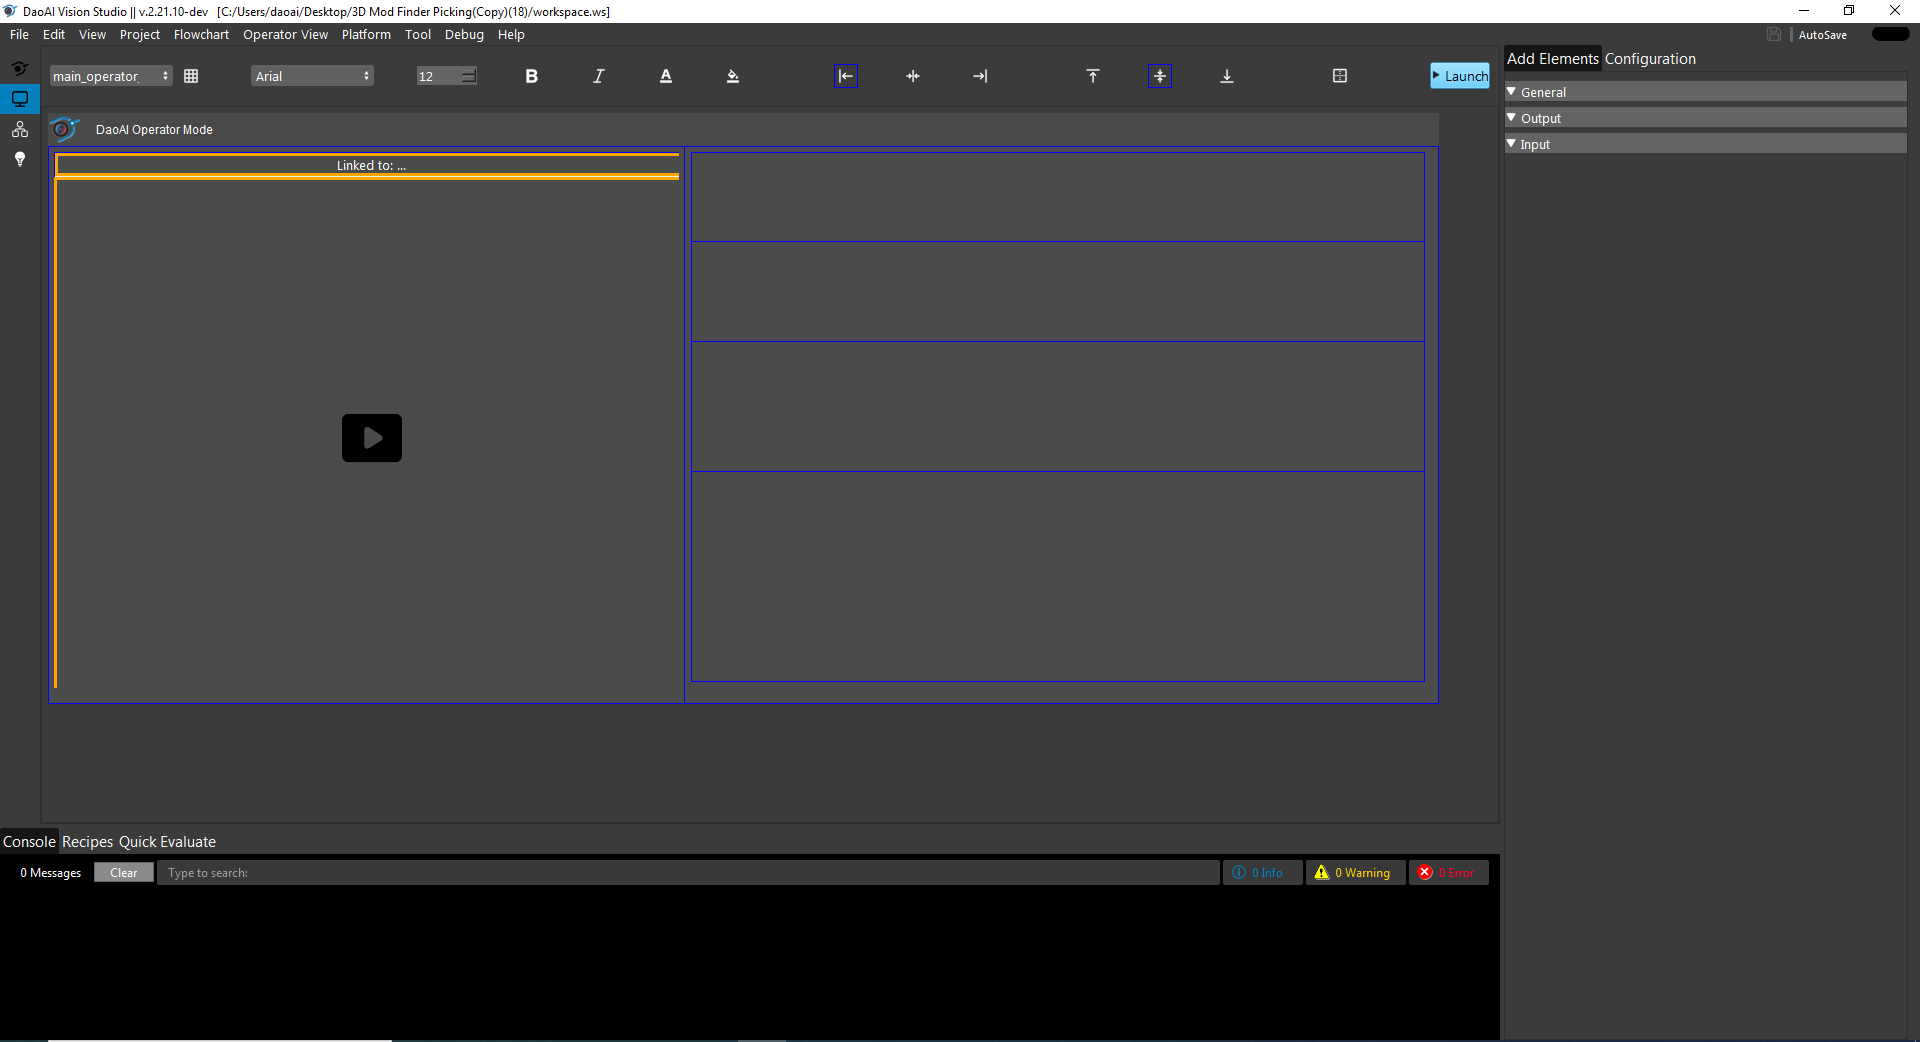 DaoAI Vision Studio || v.2.21.10-dev [C:/Users/daoai/Desktop/3D Mod Finder Picking(Copy)(18)/workspace.ws]
File Edit View Project Flowchart Operator View Platform Tool Debug Help
AutoSave
main_operator_
Arial
12
B
I
A
Launch
Add Elements Configuration
General
Output
Input
DaoAI Operator Mode
Linked to: ...
Console Recipes Quick Evaluate
0 Messages Clear Type to search: 0 Info 0 Warning 0 Error